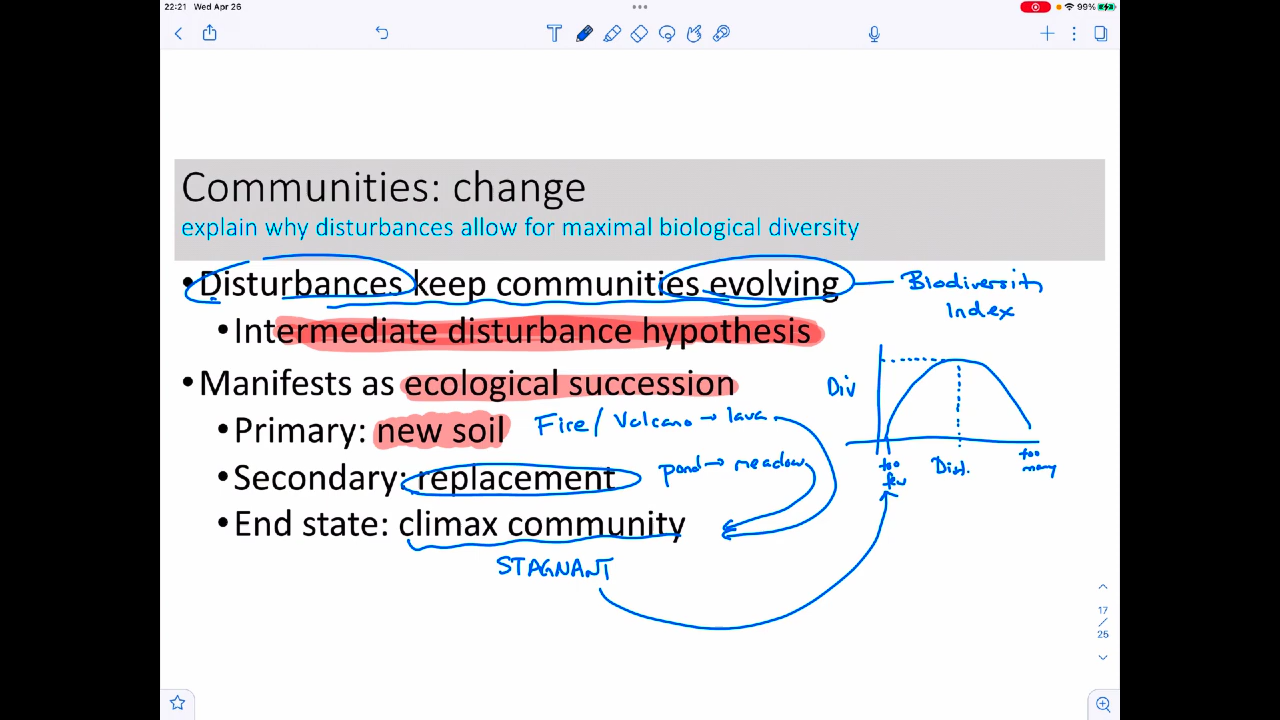 22:21 Wed Apr 26
99%
Communities: change
explain why disturbances allow for maximal biological diversity
•Disturbances keep communities evolving
Biodiversity
Index
•Intermediate disturbance hypothesis
•Manifests as ecological succession
Div
•Primary: new soil
Fire/ Volcano → lava
•Secondary: replacement
pond → meadow
too
few
Dist.
too
many
•End state: climax community
STAGNANT
17
/
25